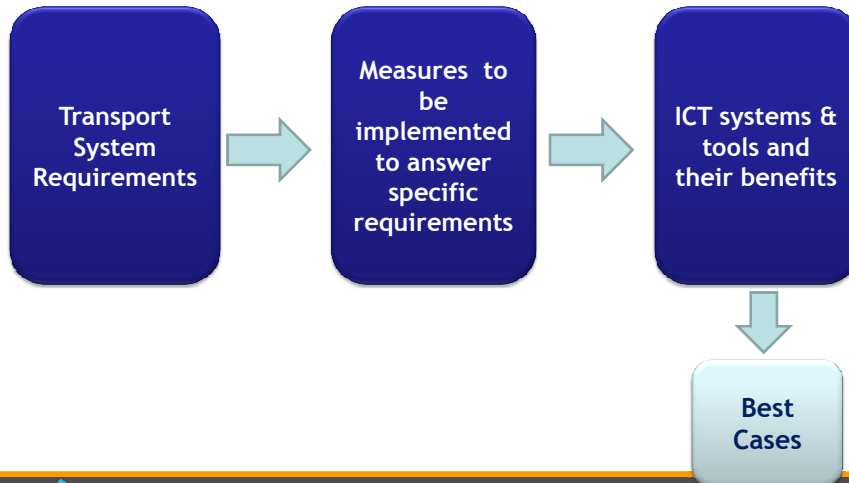 Transport
System
Requirements
Measures to
be
implemented
to answer
specific
requirements
ICT systems &
tools and
their benefits
Best
Cases